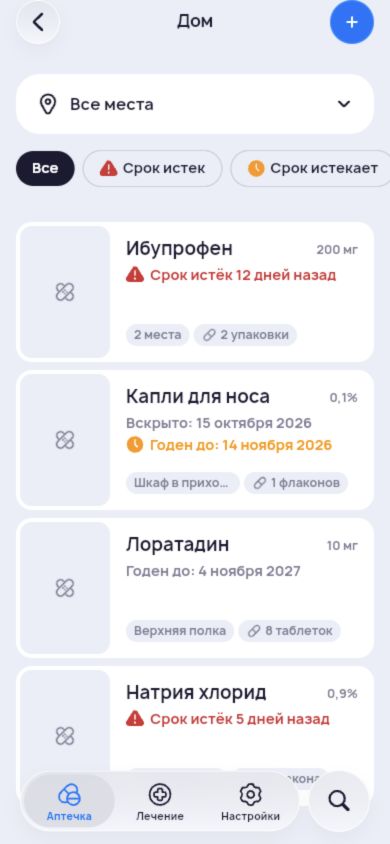 Дом
Все места
Все
Срок истек
Срок истекает
Ибупрофен
200 мг
Срок истёк 12 дней назад
2 места
2 упаковки
Капли для носа
0,1%
Вскрыто: 15 октября 2026
Годен до: 14 ноября 2026
Шкаф в прихо...
1 флаконов
Лоратадин
10 мг
Годен до: 4 ноября 2027
Верхняя полка
8 таблеток
Натрия хлорид
0,9%
Срок истёк 5 дней назад
Аптечка
Лечение
Настройки